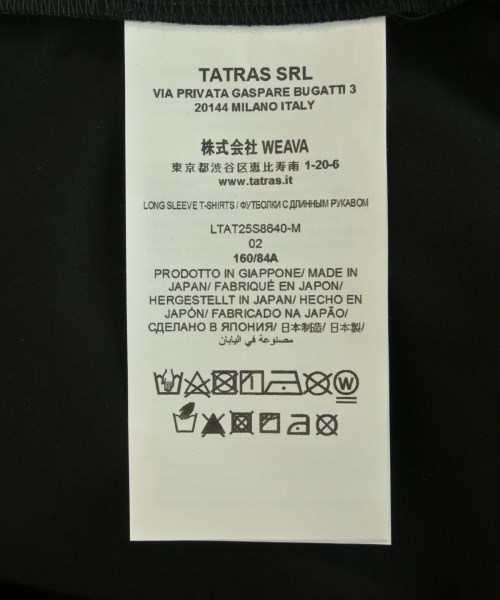 TATRAS SRL
VIA PRIVATA GASPARE BUGATTI 3
20144 MILANO ITALY
株式会社 WEAVA
東京都渋谷区恵比寿南 1-20-6
www.tatras.it
LONG SLEEVE T-SHIRTS / ФУТБОЛКИ С ДЛИННЫМ РУКАВОМ
LTAT25S8640-M
02
160/84A
PRODOTTO IN GIAPPONE/ MADE IN
JAPAN/ FABRIQUÉ EN JAPON/
HERGESTELLT IN JAPAN/ HECHO EN
JAPÓN/ FABRICADO NA JAPÃO/
СДЕЛАНО В ЯПОНИЯ/ 日本制造/ 日本製/
مصنوعة في اليابان
W